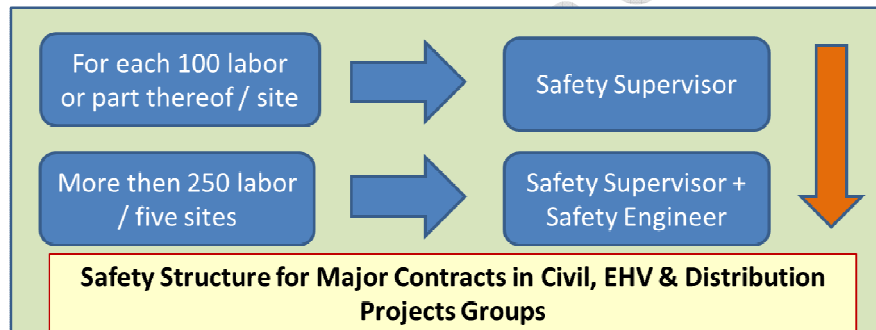 For each 100 labor
or part thereof / site
Safety Supervisor
More then 250 labor
/ five sites
Safety Supervisor +
Safety Engineer
Safety Structure for Major Contracts in Civil, EHV & Distribution
Projects Groups